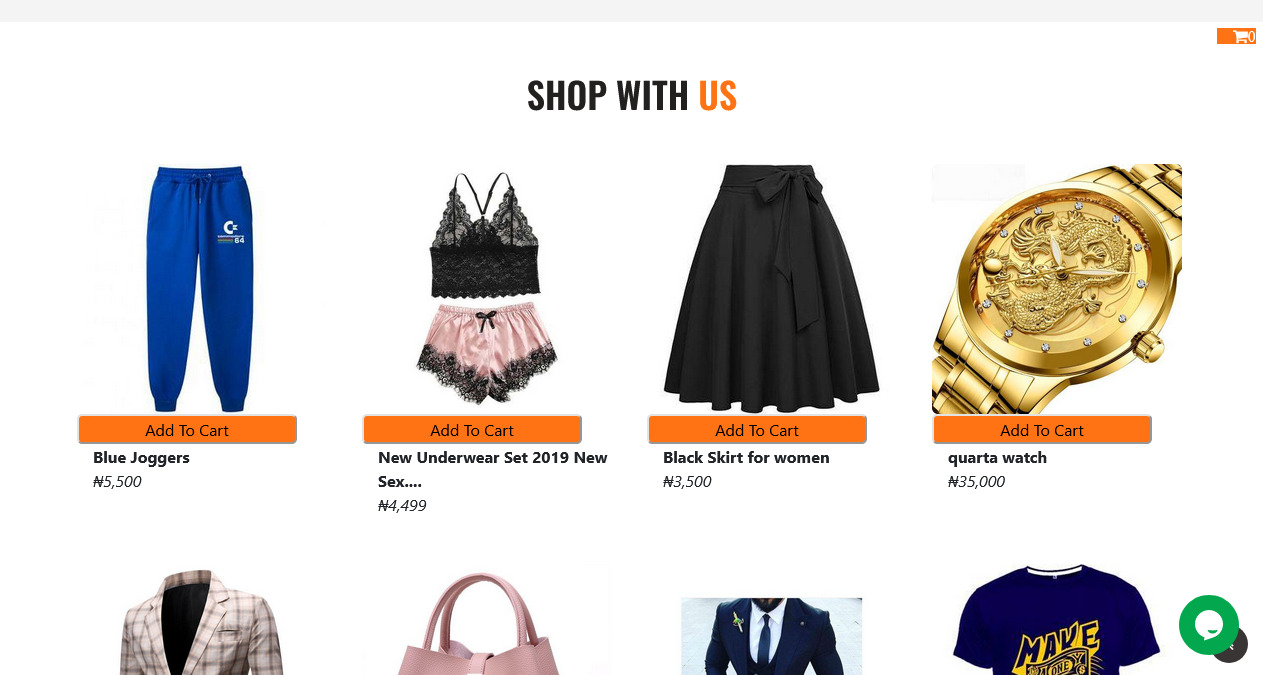 0
SHOP WITH US
64
Add To Cart
Add To Cart
Add To Cart
Add To Cart
Blue Joggers
New Underwear Set 2019 New
Sex....
Black Skirt for women
quarta watch
₦5,500
₦4,499
₦3,500
₦35,000
MAKE